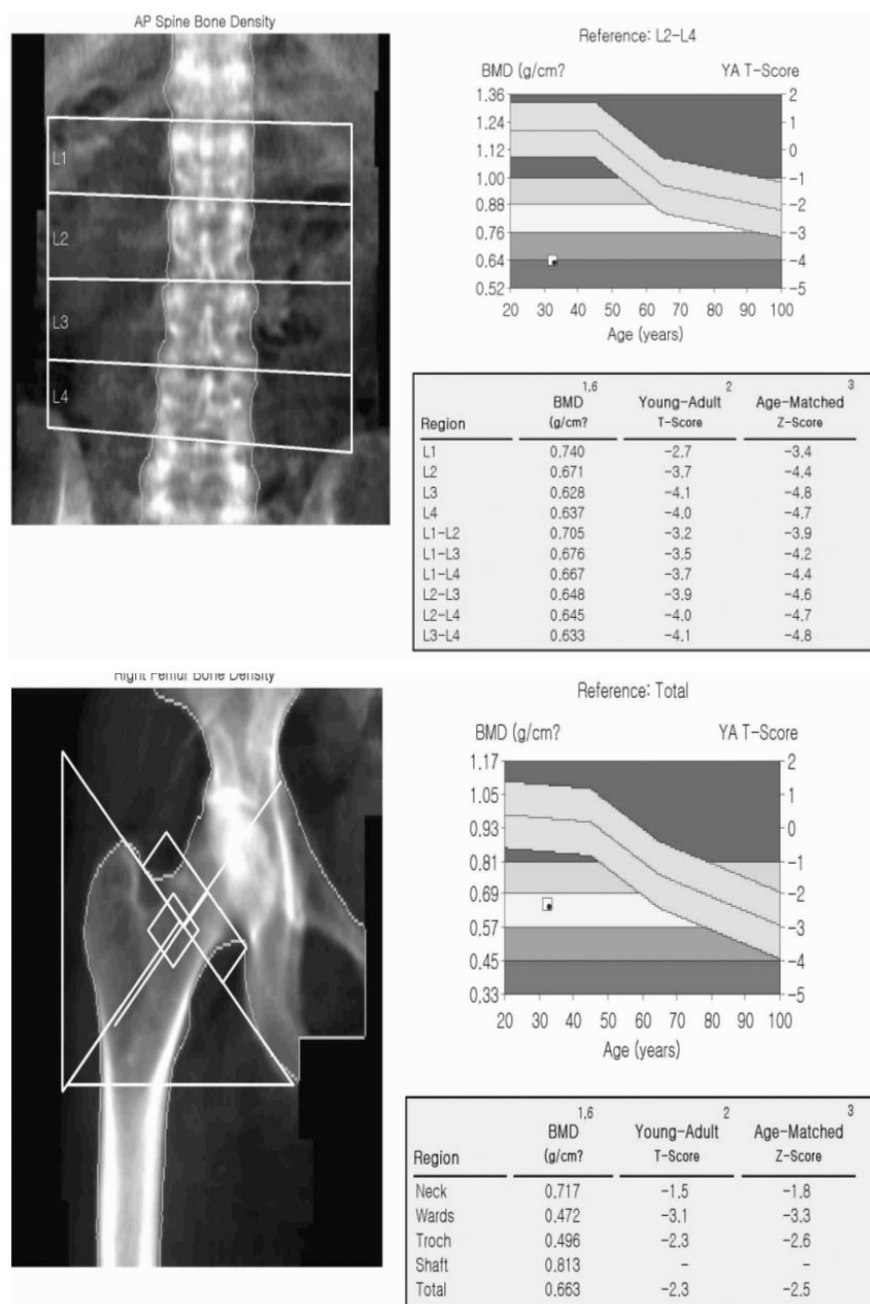 AP Spine Bone Density
L1
L2
L3
L4
Reference: L2-L4
BMD (g/cm? YA T-Score
1.36 2
1.24 1
1.12 0
1.00 -1
0.88 -2
0.76 -3
0.64 -4
0.52 -5
20 30 40 50 60 70 80 90 100
Age (years)
1,6 2 3
BMD Young-Adult Age-Matched
Region (g/cm? T-Score Z-Score
L1 0.740 -2.7 -3.4
L2 0.671 -3.7 -4.4
L3 0.628 -4.1 -4.8
L4 0.637 -4.0 -4.7
L1-L2 0.705 -3.2 -3.9
L1-L3 0.676 -3.5 -4.2
L1-L4 0.667 -3.7 -4.4
L2-L3 0.648 -3.9 -4.6
L2-L4 0.645 -4.0 -4.7
L3-L4 0.633 -4.1 -4.8
Right Femur Bone Density
Reference: Total
BMD (g/cm? YA T-Score
1.17 2
1.05 1
0.93 0
0.81 -1
0.69 -2
0.57 -3
0.45 -4
0.33 -5
20 30 40 50 60 70 80 90 100
Age (years)
1,6 2 3
BMD Young-Adult Age-Matched
Region (g/cm? T-Score Z-Score
Neck 0.717 -1.5 -1.8
Wards 0.472 -3.1 -3.3
Troch 0.496 -2.3 -2.6
Shaft 0.813 - -
Total 0.663 -2.3 -2.5